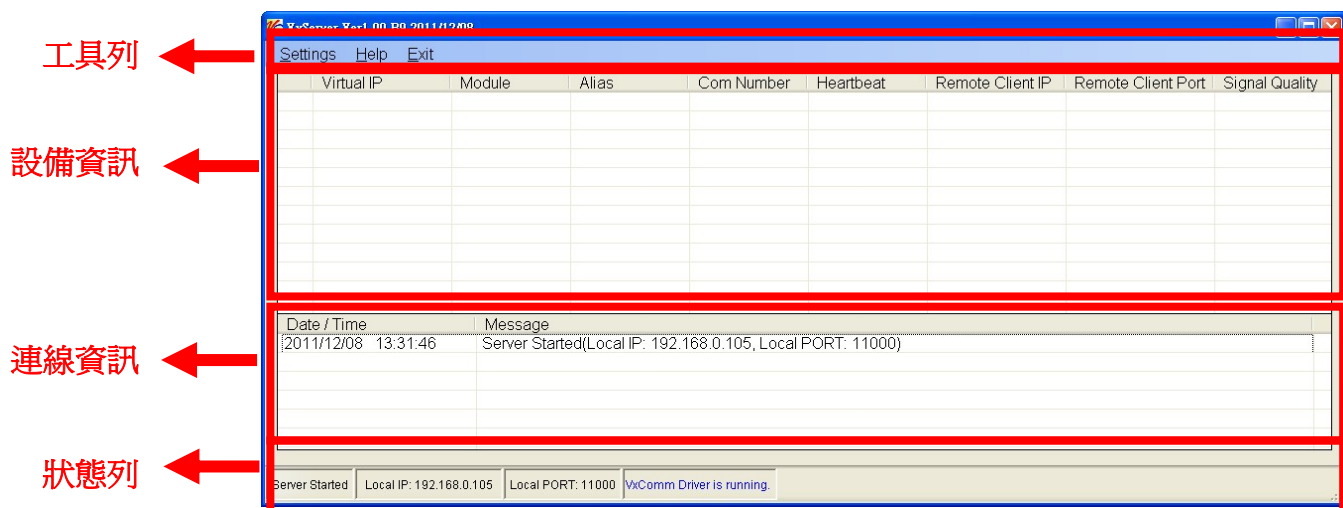 VxServer Ver1.00 B9 2011/12/08
工具列
Settings Help Exit
Virtual IP Module Alias Com Number Heartbeat Remote Client IP Remote Client Port Signal Quality
設備資訊
Date / Time Message
2011/12/08 13:31:46 Server Started(Local IP: 192.168.0.105, Local PORT: 11000)
連線資訊
狀態列
Server Started Local IP: 192.168.0.105 Local PORT: 11000 VxComm Driver is running.